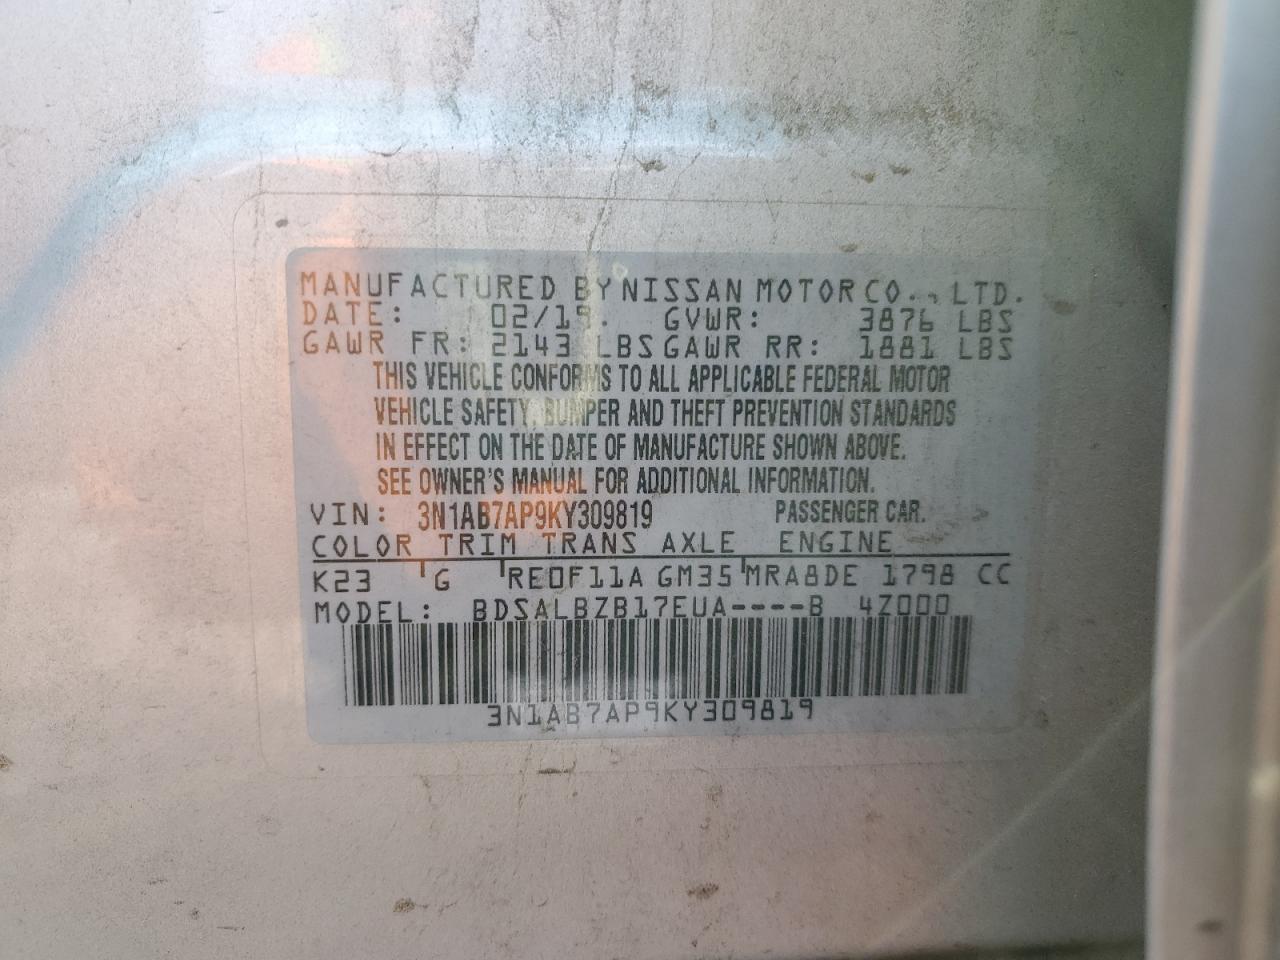 MANUFACTURED BY NISSAN MOTOR CO., LTD.
DATE: 02/19. GVWR: 3876 LBS
GAWR FR: 2143 LBS GAWR RR: 1881 LBS
THIS VEHICLE CONFORMS TO ALL APPLICABLE FEDERAL MOTOR
VEHICLE SAFETY, BUMPER AND THEFT PREVENTION STANDARDS
IN EFFECT ON THE DATE OF MANUFACTURE SHOWN ABOVE.
SEE OWNER'S MANUAL FOR ADDITIONAL INFORMATION.
VIN: 3N1AB7AP9KY309819 PASSENGER CAR.
COLOR TRIM TRANS AXLE ENGINE
K23 G RE0F11A GM35 MRA8DE 1798 CC
MODEL: BDSALBZB17EUA----B 4Z000
3N1AB7AP9KY309819